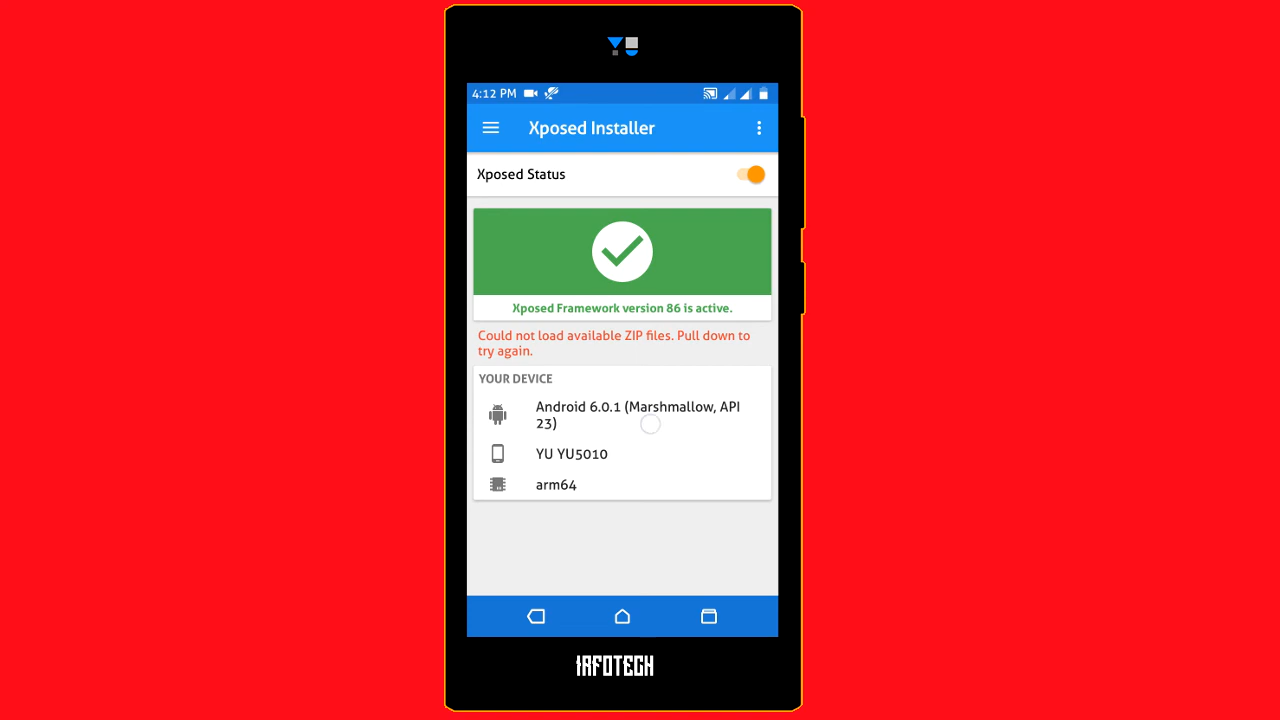 4:12 PM
Xposed Installer
Xposed Status
Xposed Framework version 86 is active.
Could not load available ZIP files. Pull down to
try again.
YOUR DEVICE
Android 6.0.1 (Marshmallow, API
23)
YU YU5010
arm64
IRFOTECH